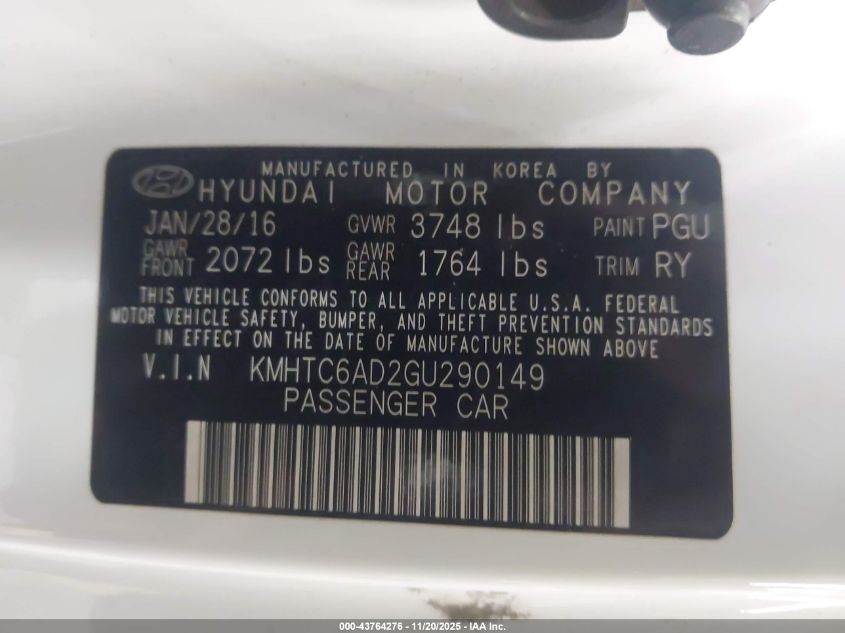 MANUFACTURED IN KOREA BY
HYUNDAI MOTOR COMPANY
JAN/28/16 GVWR 3748 lbs PAINT PGU
GAWR FRONT 2072 lbs GAWR REAR 1764 lbs TRIM RY
THIS VEHICLE CONFORMS TO ALL APPLICABLE U.S.A. FEDERAL
MOTOR VEHICLE SAFETY, BUMPER, AND THEFT PREVENTION STANDARDS
IN EFFECT ON THE DATE OF MANUFACTURE SHOWN ABOVE
V.I.N KMHTC6AD2GU290149
PASSENGER CAR
000-43764276 - 11/20/2025 - IAA Inc.